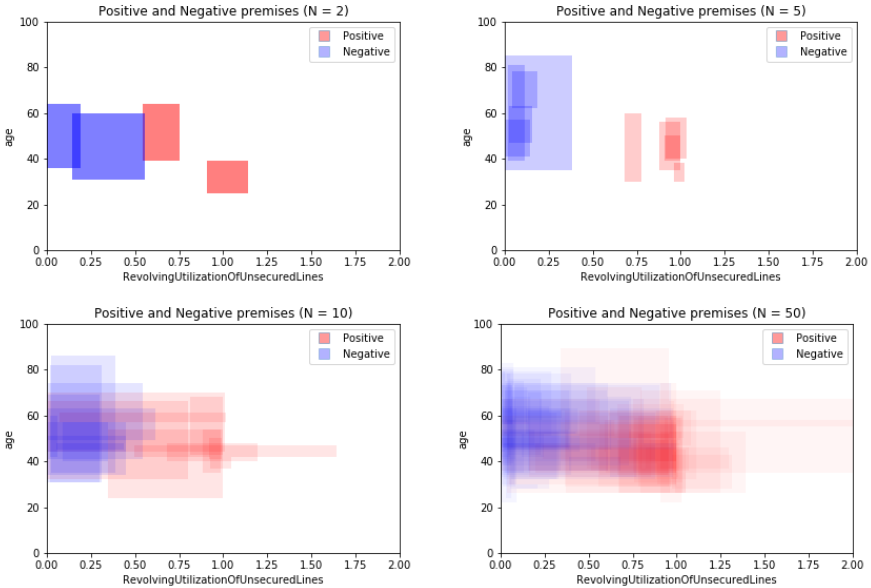 Positive and Negative premises (N = 2)
100
80
60
40
20
0
age
Positive
Negative
0.00 0.25 0.50 0.75 1.00 1.25 1.50 1.75 2.00
RevolvingUtilizationOfUnsecuredLines
Positive and Negative premises (N = 5)
100
80
60
40
20
0
age
Positive
Negative
0.00 0.25 0.50 0.75 1.00 1.25 1.50 1.75 2.00
RevolvingUtilizationOfUnsecuredLines
Positive and Negative premises (N = 10)
100
80
60
40
20
0
age
Positive
Negative
0.00 0.25 0.50 0.75 1.00 1.25 1.50 1.75 2.00
RevolvingUtilizationOfUnsecuredLines
Positive and Negative premises (N = 50)
100
80
60
40
20
0
age
Positive
Negative
0.00 0.25 0.50 0.75 1.00 1.25 1.50 1.75 2.00
RevolvingUtilizationOfUnsecuredLines